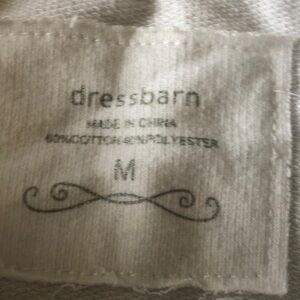 dressbarn
MADE IN CHINA
60%COTTON 40%POLYESTER
M